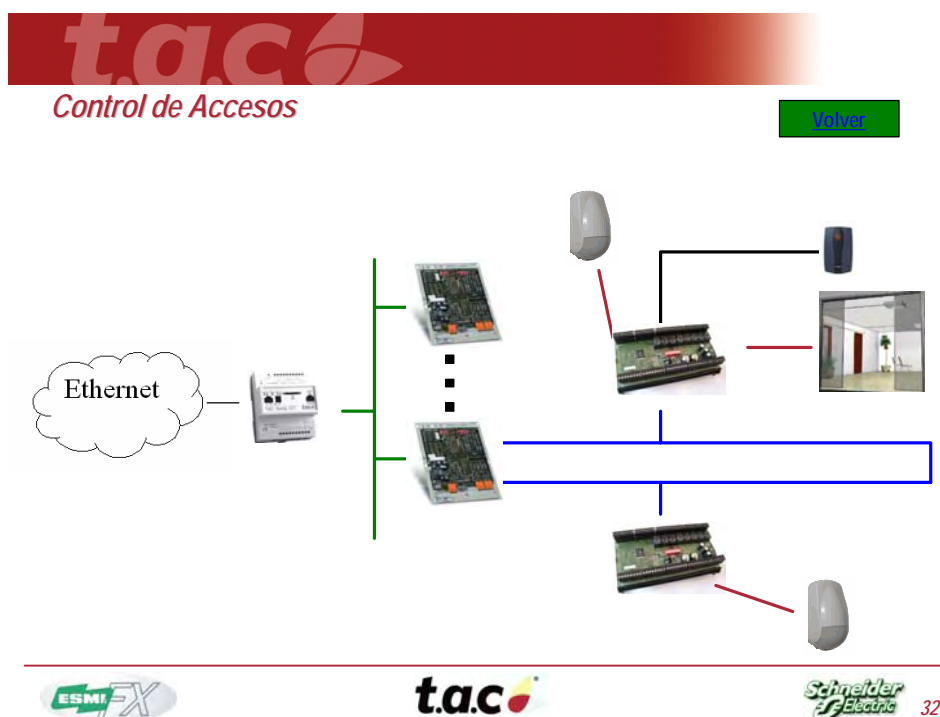 t.a.c
Control de Accesos
Volver
Ethernet
ESMI FX
t.a.c
Schneider
Electric
32